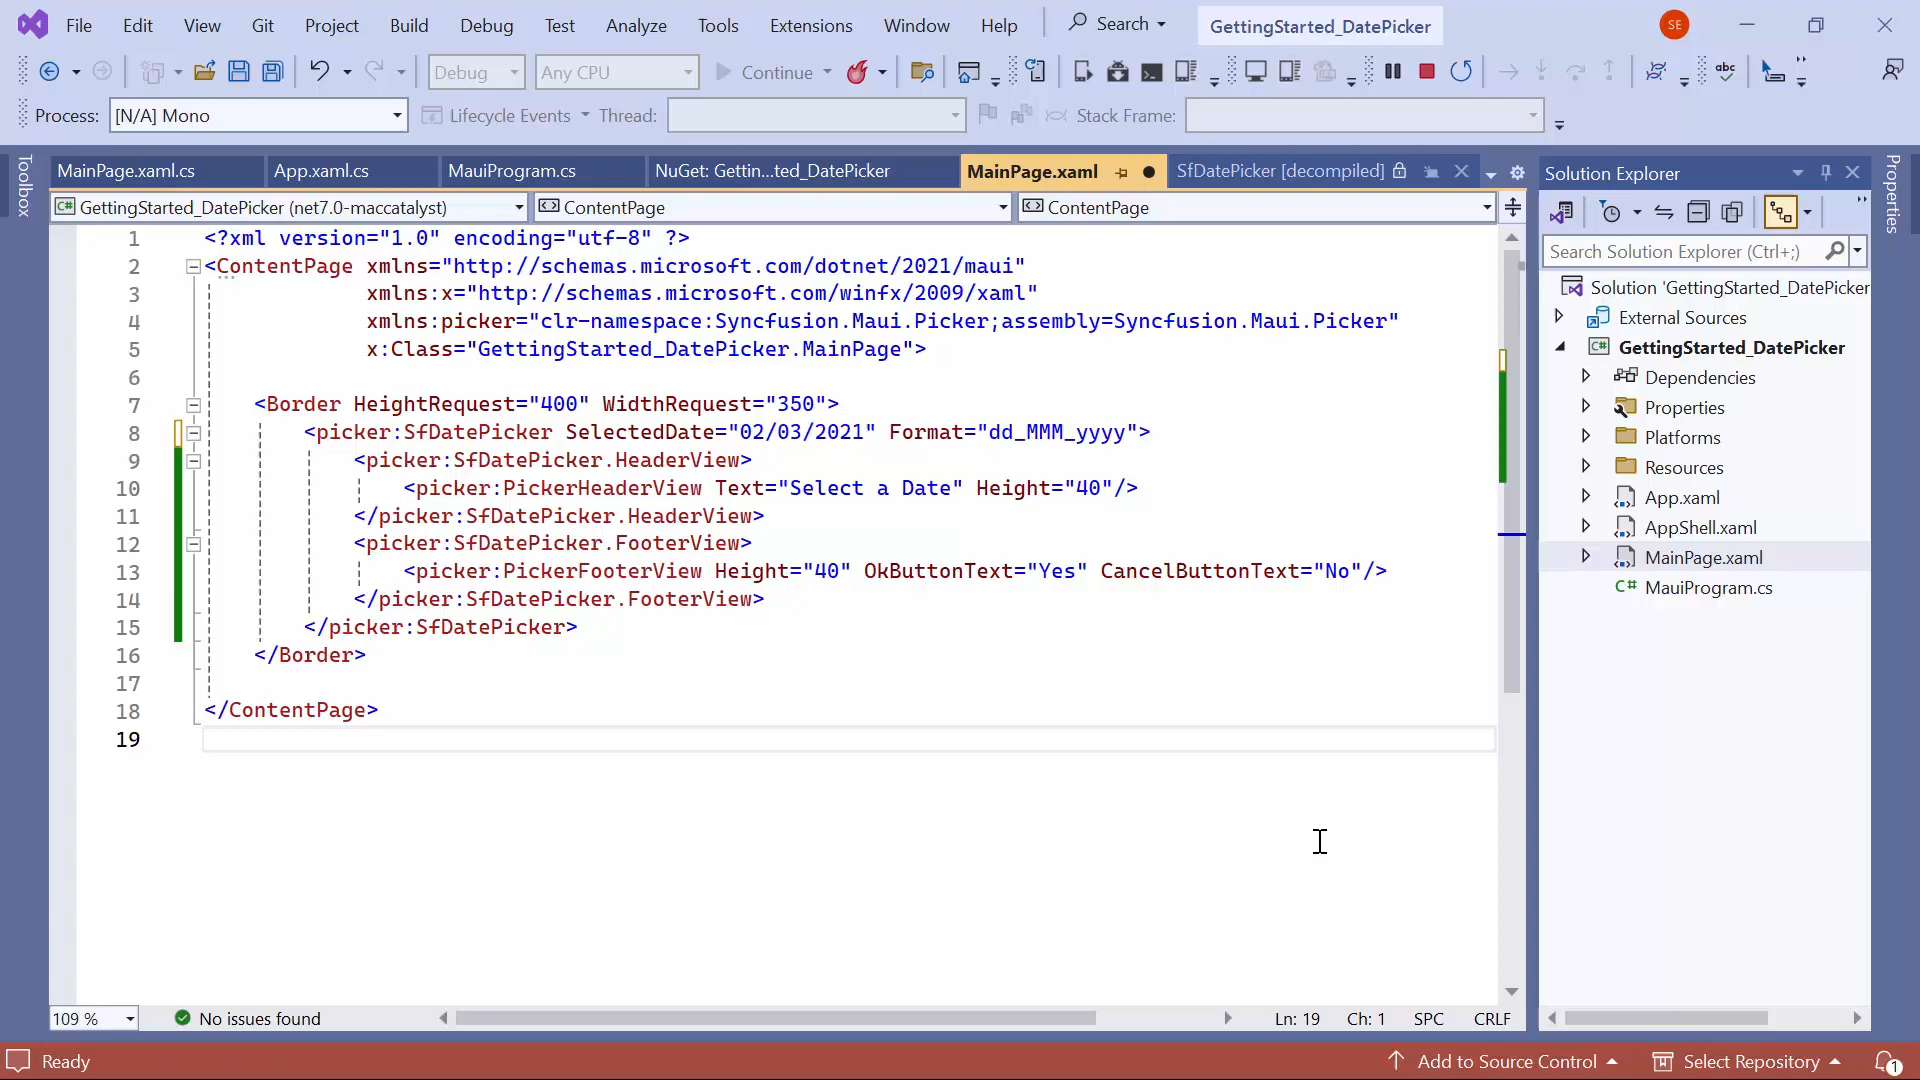 File Edit View Git Project Build Debug Test Analyze Tools Extensions Window Help Search GettingStarted_DatePicker SE
Debug Any CPU Continue abc
Process: [N/A] Mono Lifecycle Events Thread: Stack Frame:
Toolbox
MainPage.xaml.cs App.xaml.cs MauiProgram.cs NuGet: Gettin...ted_DatePicker MainPage.xaml SfDatePicker [decompiled]
C# GettingStarted_DatePicker (net7.0-maccatalyst) ContentPage ContentPage
1 <?xml version="1.0" encoding="utf-8" ?>
2 <ContentPage xmlns="http://schemas.microsoft.com/dotnet/2021/maui"
3 xmlns:x="http://schemas.microsoft.com/winfx/2009/xaml"
4 xmlns:picker="clr-namespace:Syncfusion.Maui.Picker;assembly=Syncfusion.Maui.Picker"
5 x:Class="GettingStarted_DatePicker.MainPage">
6
7 <Border HeightRequest="400" WidthRequest="350">
8 <picker:SfDatePicker SelectedDate="02/03/2021" Format="dd_MMM_yyyy">
9 <picker:SfDatePicker.HeaderView>
10 <picker:PickerHeaderView Text="Select a Date" Height="40"/>
11 </picker:SfDatePicker.HeaderView>
12 <picker:SfDatePicker.FooterView>
13 <picker:PickerFooterView Height="40" OkButtonText="Yes" CancelButtonText="No"/>
14 </picker:SfDatePicker.FooterView>
15 </picker:SfDatePicker>
16 </Border>
17
18 </ContentPage>
19
109 % No issues found Ln: 19 Ch: 1 SPC CRLF
Solution Explorer
Search Solution Explorer (Ctrl+;)
Solution 'GettingStarted_DatePicker
External Sources
C# GettingStarted_DatePicker
Dependencies
Properties
Platforms
Resources
App.xaml
AppShell.xaml
MainPage.xaml
C# MauiProgram.cs
Properties
Ready Add to Source Control Select Repository 1